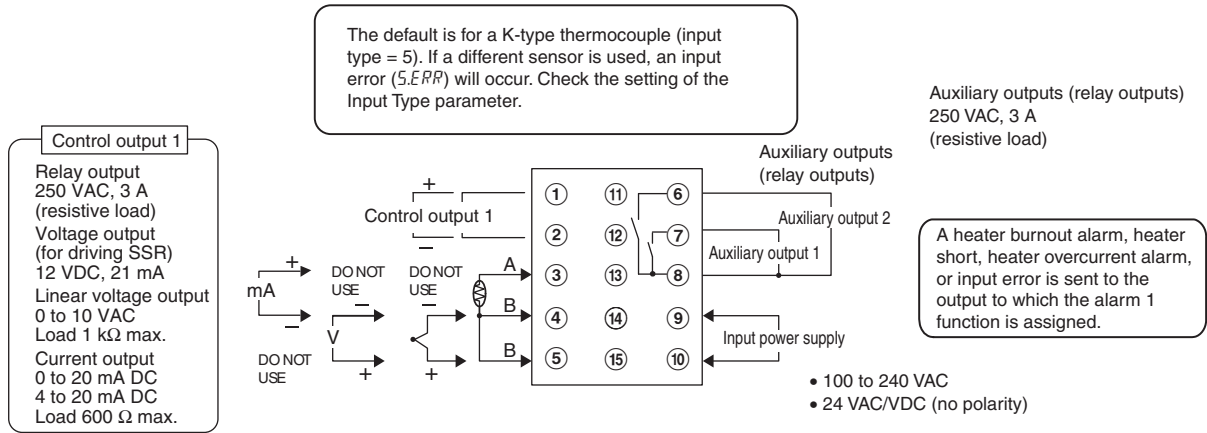 The default is for a K-type thermocouple (input
type = 5). If a different sensor is used, an input
error (S.ERR) will occur. Check the setting of the
Input Type parameter.
Auxiliary outputs (relay outputs)
250 VAC, 3 A
(resistive load)
Control output 1
Relay output
250 VAC, 3 A
(resistive load)
Voltage output
(for driving SSR)
12 VDC, 21 mA
Linear voltage output
0 to 10 VAC
Load 1 kΩ max.
Current output
0 to 20 mA DC
4 to 20 mA DC
Load 600 Ω max.
Auxiliary outputs
(relay outputs)
+
Control output 1
−
1 11 6
2 12 7
3 13 8
4 14 9
5 15 10
Auxiliary output 2
Auxiliary output 1
A heater burnout alarm, heater
short, heater overcurrent alarm,
or input error is sent to the
output to which the alarm 1
function is assigned.
+
mA
−
DO NOT
USE
−
V
+
DO NOT
USE
DO NOT
USE
−
+
A
B
B
Input power supply
• 100 to 240 VAC
• 24 VAC/VDC (no polarity)